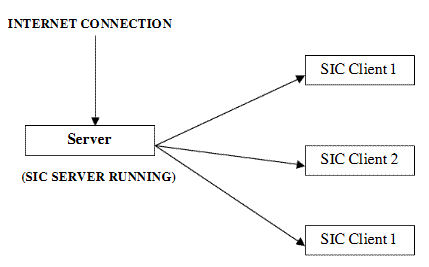 INTERNET CONNECTION
SIC Client 1
Server
SIC Client 2
(SIC SERVER RUNNING)
SIC Client 1